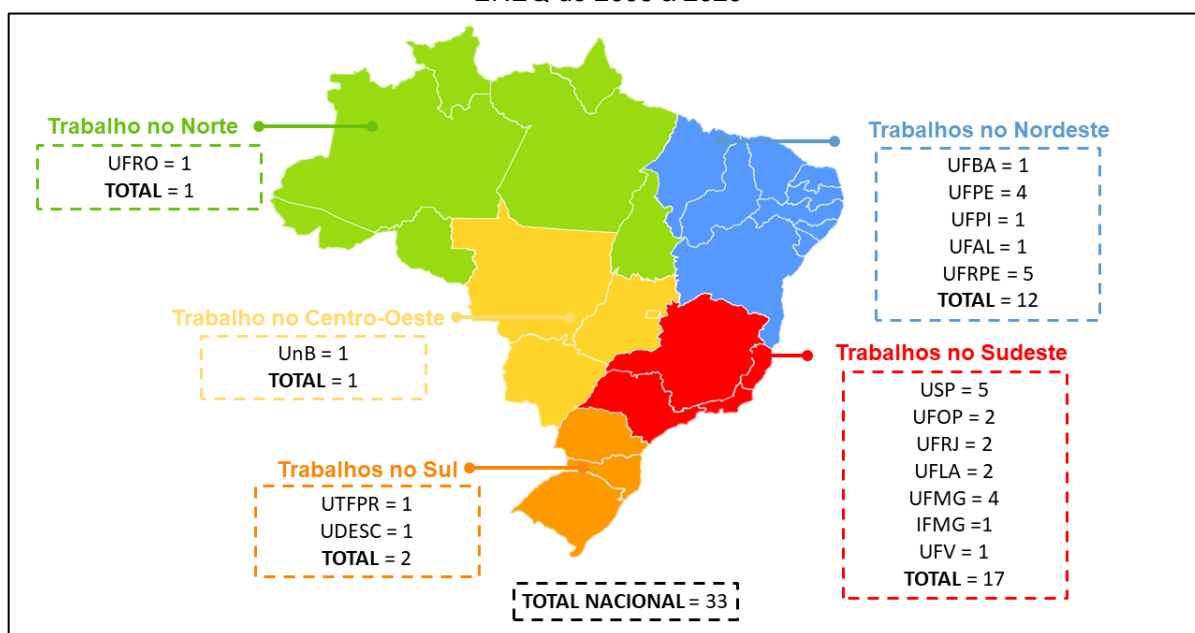 Trabalho no Norte
UFRO = 1
TOTAL = 1
Trabalhos no Nordeste
UFBA = 1
UFPE = 4
UFPI = 1
UFAL = 1
UFRPE = 5
TOTAL = 12
Trabalho no Centro-Oeste
UnB = 1
TOTAL = 1
Trabalhos no Sudeste
USP = 5
UFOP = 2
UFRJ = 2
UFLA = 2
UFMG = 4
IFMG =1
UFV = 1
TOTAL = 17
Trabalhos no Sul
UTFPR = 1
UDESC = 1
TOTAL = 2
TOTAL NACIONAL = 33